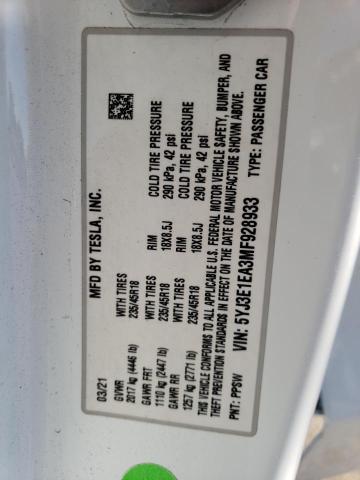 MFD BY TESLA, INC.
03/21
GVWR
2017 kg (4446 lb)
GAWR FRT WITH TIRES RIM COLD TIRE PRESSURE
1110 kg (2447 lb) 235/45R18 18X8.5J 290 kPa, 42 psi
GAWR RR WITH TIRES RIM COLD TIRE PRESSURE
1257 kg (2771 lb) 235/45R18 18X8.5J 290 kPa, 42 psi
THIS VEHICLE CONFORMS TO ALL APPLICABLE U.S. FEDERAL MOTOR VEHICLE SAFETY, BUMPER, AND
THEFT PREVENTION STANDARDS IN EFFECT ON THE DATE OF MANUFACTURE SHOWN ABOVE.
VIN: 5YJ3E1EA3MF928933 TYPE: PASSENGER CAR
PNT: PPSW